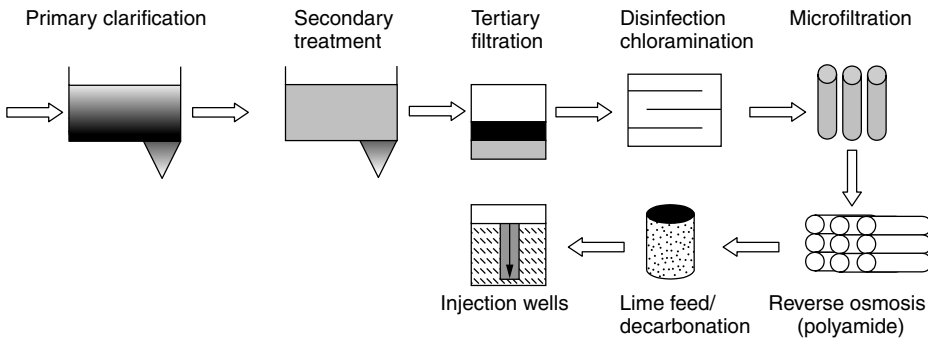 Primary clarification
Secondary
treatment
Tertiary
filtration
Disinfection
chloramination
Microfiltration
Injection wells
Lime feed/
decarbonation
Reverse osmosis
(polyamide)